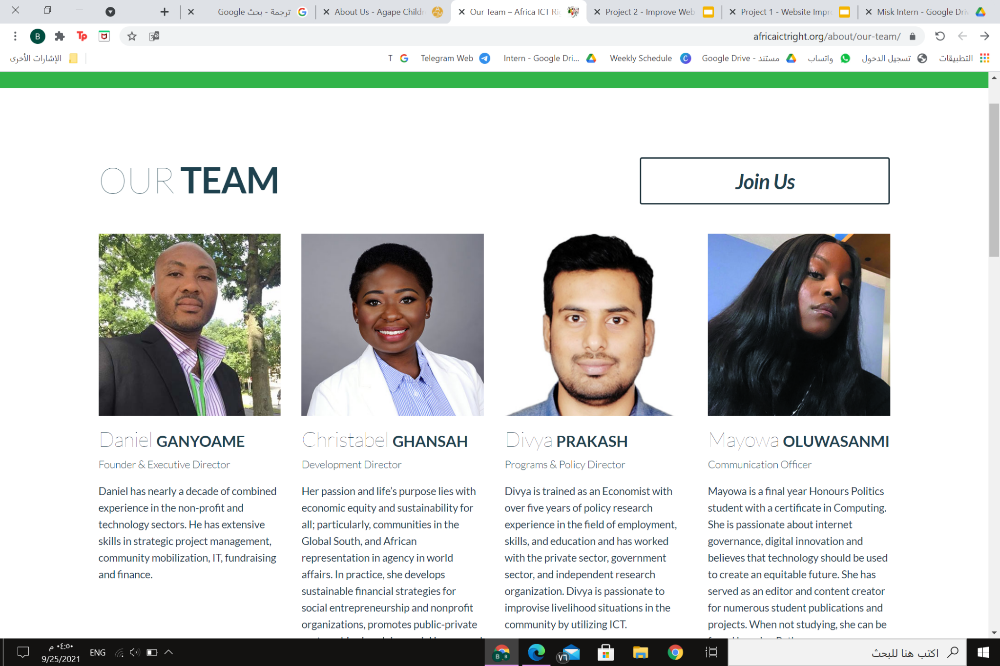 ترجمة - بحث Google
About Us - Agape Childr
Our Team – Africa ICT Ri
Project 2 - Improve Web
Project 1 - Website Impro
Misk Intern - Google Driv
B
Tp
africaictright.org/about/our-team/
الإشارات الأخرى
T
Telegram Web
Intern - Google Dri...
Weekly Schedule
مستند - Google Drive
واتساب
تسجيل الدخول
التطبيقات
OUR TEAM
Join Us
Daniel GANYOAME
Founder & Executive Director
Daniel has nearly a decade of combined
experience in the non-profit and
technology sectors. He has extensive
skills in strategic project management,
community mobilization, IT, fundraising
and finance.
Christabel GHANSAH
Development Director
Her passion and life’s purpose lies with
economic equity and sustainability for
all; particularly, communities in the
Global South, and African
representation in agency in world
affairs. In practice, she develops
sustainable financial strategies for
social entrepreneurship and nonprofit
organizations, promotes public-private
Divya PRAKASH
Programs & Policy Director
Divya is trained as an Economist with
over five years of policy research
experience in the field of employment,
skills, and education and has worked
with the private sector, government
sector, and independent research
organization. Divya is passionate to
improvise livelihood situations in the
community by utilizing ICT.
Mayowa OLUWASANMI
Communication Officer
Mayowa is a final year Honours Politics
student with a certificate in Computing.
She is passionate about internet
governance, digital innovation and
believes that technology should be used
to create an equitable future. She has
served as an editor and content creator
for numerous student publications and
projects. When not studying, she can be
٠٤:٥٠ م
9/25/2021
ENG
٧٦
اكتب هنا للبحث